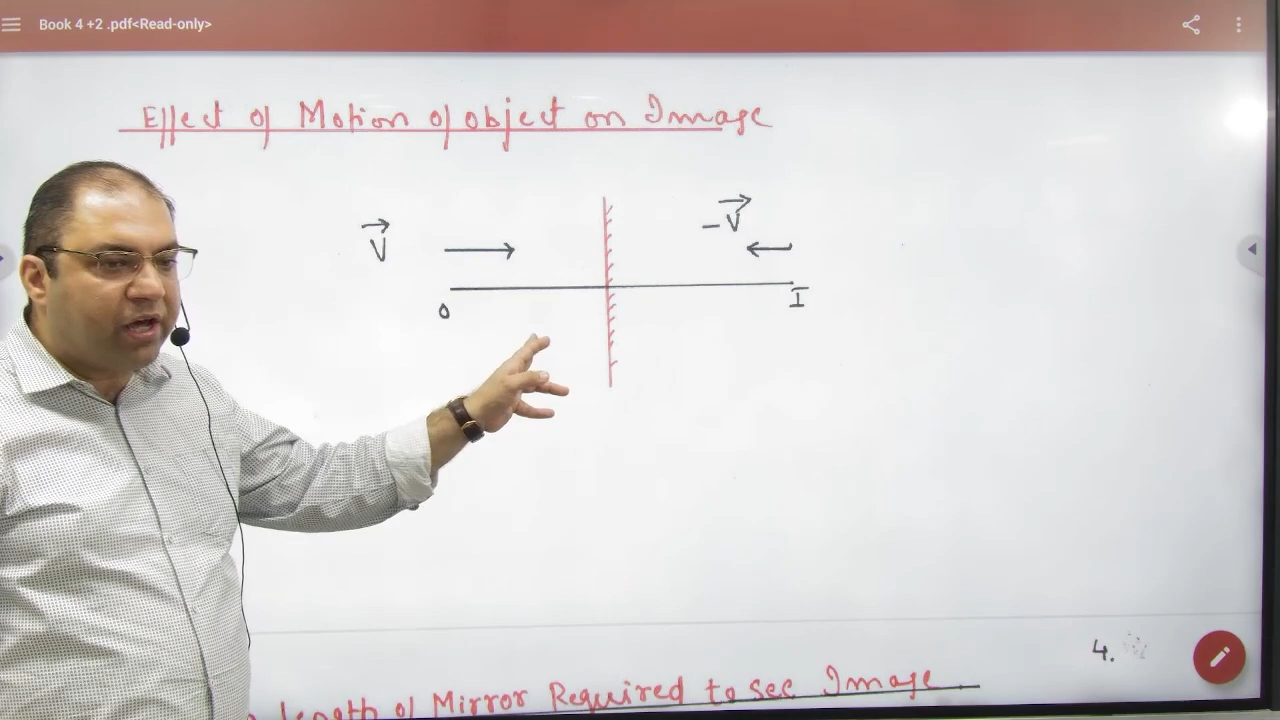 Book 4 +2 .pdf<Read-only>
Effect of Motion of object on Image
V
-V
O
I
4.
length of Mirror Required to see Image